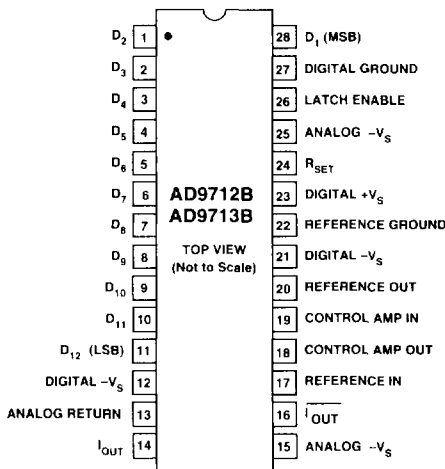 D2 1 28 D1 (MSB)
D3 2 27 DIGITAL GROUND
D4 3 26 LATCH ENABLE
D5 4 25 ANALOG –VS
D6 5 24 RSET
D7 6 AD9712B 23 DIGITAL +VS
D8 7 AD9713B 22 REFERENCE GROUND
TOP VIEW
D9 8 (Not to Scale) 21 DIGITAL –VS
D10 9 20 REFERENCE OUT
D11 10 19 CONTROL AMP IN
D12 (LSB) 11 18 CONTROL AMP OUT
DIGITAL –VS 12 17 REFERENCE IN
ANALOG RETURN 13 16 IOUT
IOUT 14 15 ANALOG –VS